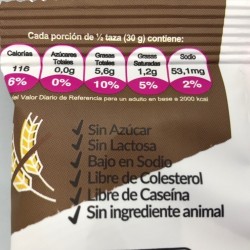 Cada porción de ½ taza (30 g) contiene:
Calorías Azúcares Totales Grasas Totales Grasas Saturadas Sodio
116 0,0g 5,6g 1,2g 53,1mg
6% 0% 10% 5% 2%
Valor Diario de Referencia para un adulto en base a 2000 kcal
Sin Azúcar
Sin Lactosa
Bajo en Sodio
Libre de Colesterol
Libre de Caseína
Sin ingrediente animal